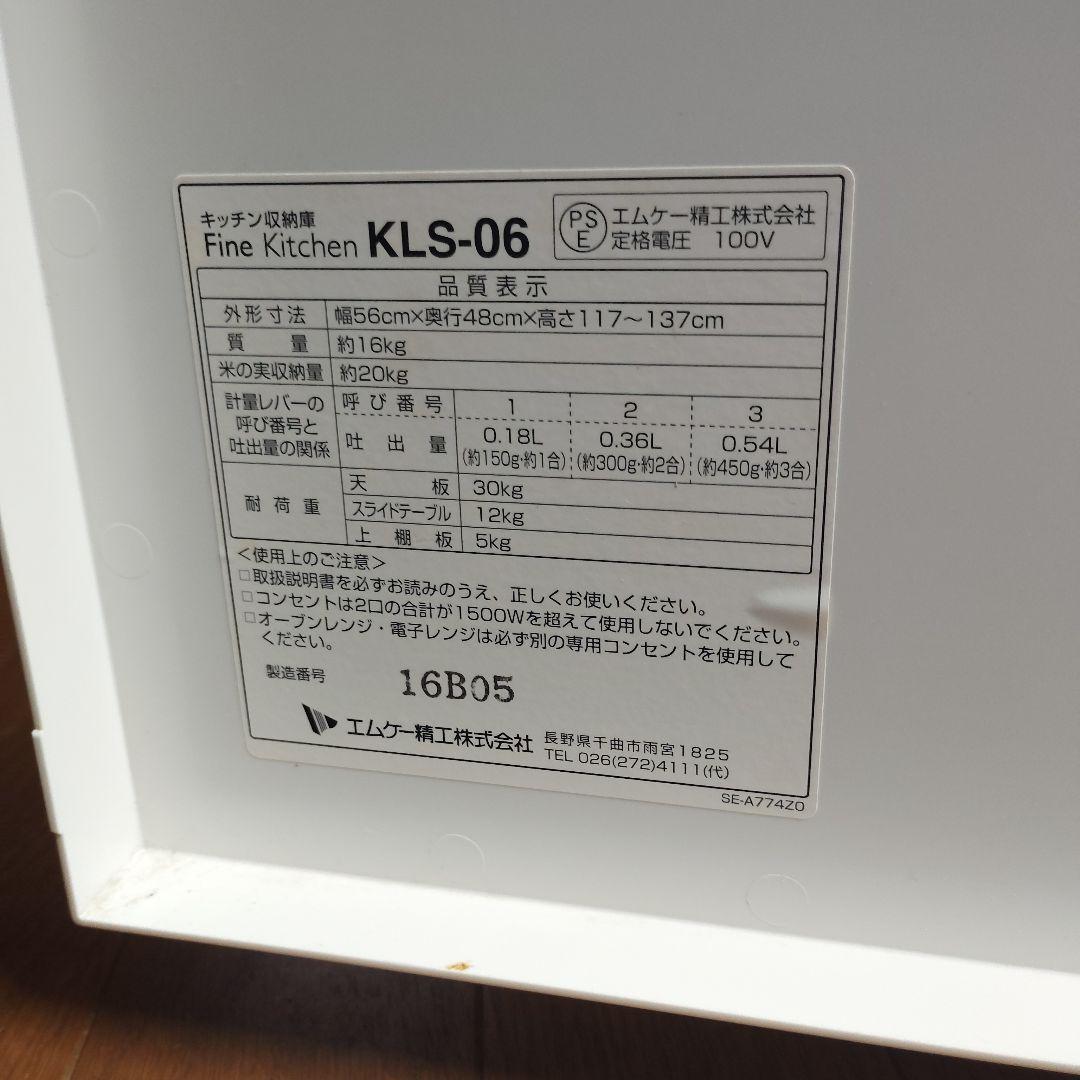 キッチン収納庫
Fine Kitchen KLS-06
PSE エムケー精工株式会社
定格電圧 100V
品質表示
外形寸法 幅56cm×奥行48cm×高さ117〜137cm
質量 約16kg
米の実収納量 約20kg
計量レバーの呼び番号と吐出量の関係
呼び番号 1 2 3
吐出量 0.18L 0.36L 0.54L
(約150g・約1合) (約300g・約2合) (約450g・約3合)
耐荷重
天板 30kg
スライドテーブル 12kg
上棚板 5kg
<使用上のご注意>
□取扱説明書を必ずお読みのうえ、正しくお使いください。
□コンセントは2口の合計が1500Wを超えて使用しないでください。
□オーブンレンジ・電子レンジは必ず別の専用コンセントを使用して
ください。
製造番号 16B05
エムケー精工株式会社 長野県千曲市雨宮1825
TEL 026(272)4111(代)
SE-A774Z0